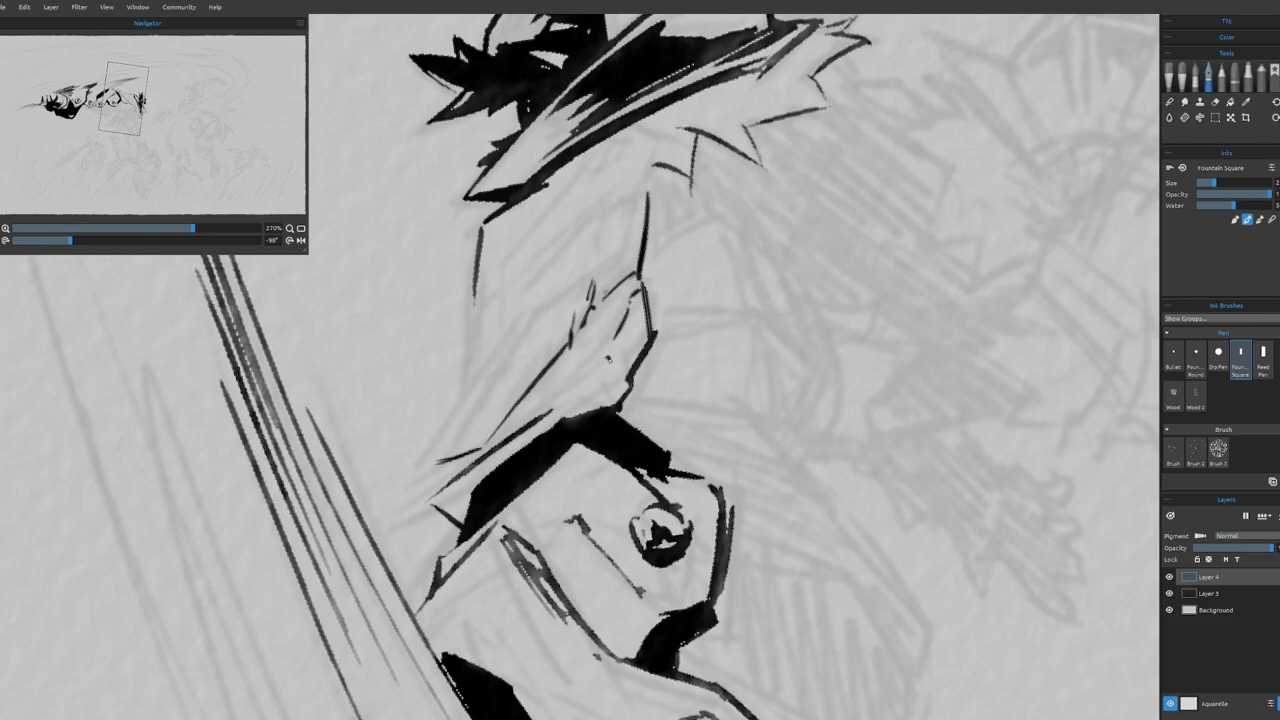 Edit Layer Filter View Window Community Help
Navigator
270%
-98°
Tilt
Color
Tools
Inks
Fountain Square
Size
Opacity
Water
Ink Brushes
Show Groups...
Pen
Bullet Foun... Round Dip Pen Foun... Square Reed Pen
Wood Wood 2
Brush
Brush Brush 2 Brush 3
Layers
Pigment Normal
Opacity
Lock M T
Layer 4
Layer 3
Background
Aquarelle